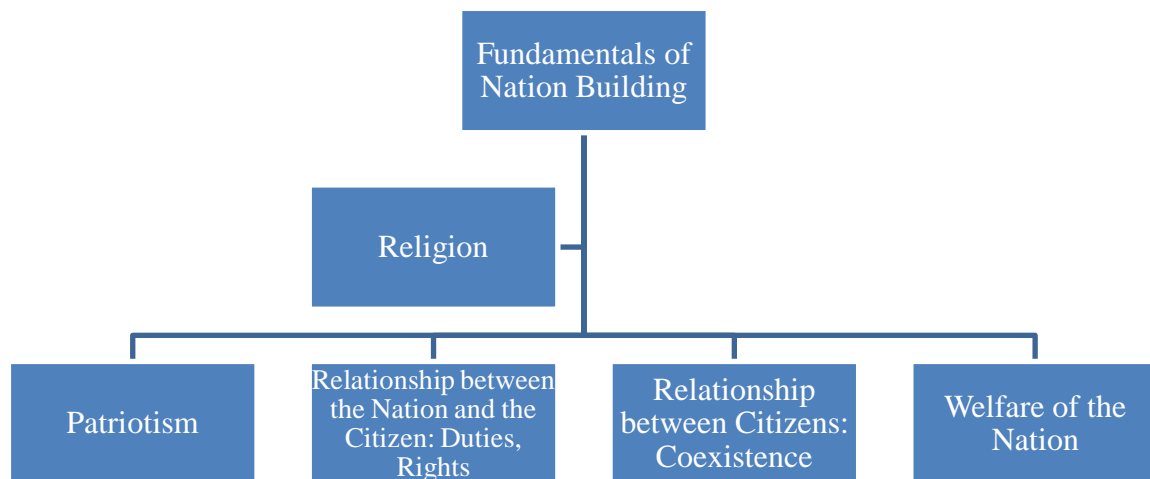 Fundamentals of
Nation Building
Religion
Patriotism
Relationship between
the Nation and the
Citizen: Duties,
Rights
Relationship
between Citizens:
Coexistence
Welfare of the
Nation